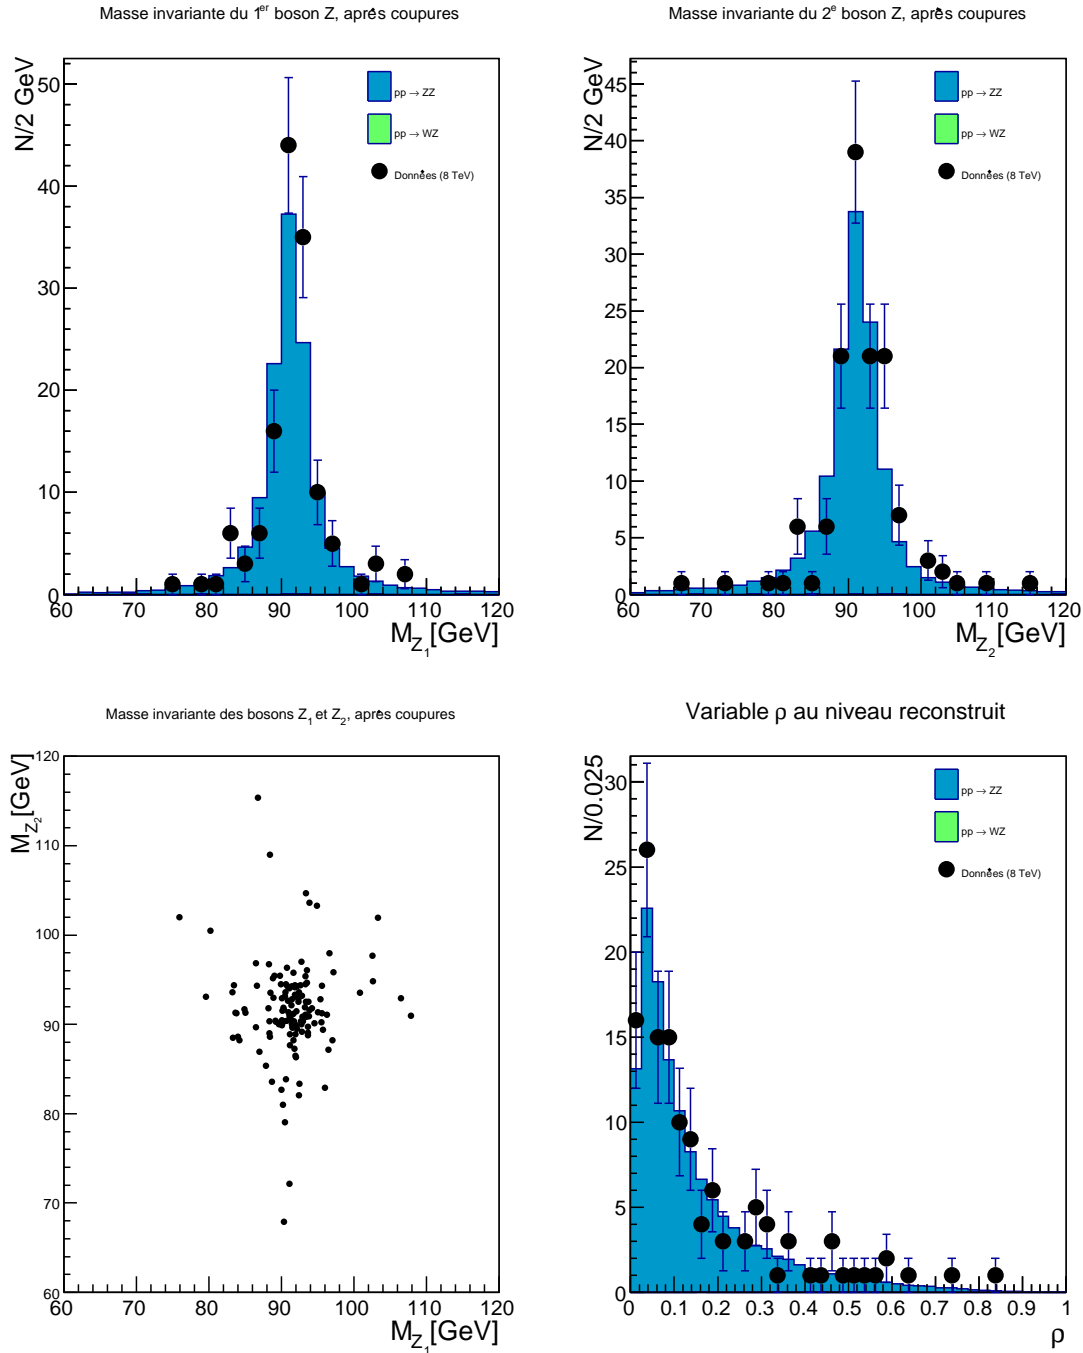 Masse invariante du 1er boson Z, après coupures
N/2 GeV
50
40
30
20
10
0
60 70 80 90 100 110 120
MZ1 [GeV]
pp → ZZ
pp → WZ
Données (8 TeV)
Masse invariante du 2e boson Z, après coupures
N/2 GeV
45
40
35
30
25
20
15
10
5
0
60 70 80 90 100 110 120
MZ2 [GeV]
pp → ZZ
pp → WZ
Données (8 TeV)
Masse invariante des bosons Z1 et Z2, après coupures
MZ2 [GeV]
120
110
100
90
80
70
60
60 70 80 90 100 110 120
MZ1 [GeV]
Variable ρ au niveau reconstruit
N/0.025
30
25
20
15
10
5
0
0 0.1 0.2 0.3 0.4 0.5 0.6 0.7 0.8 0.9 1
ρ
pp → ZZ
pp → WZ
Données (8 TeV)